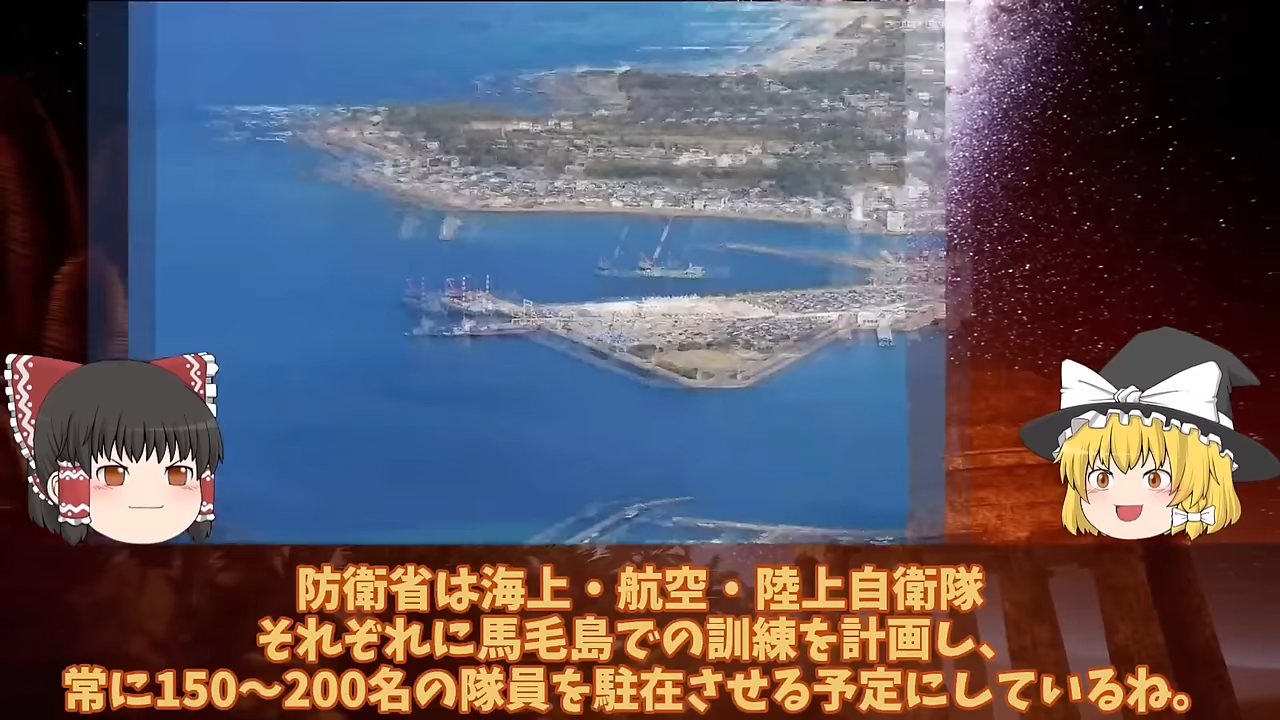 防衛省は海上・航空・陸上自衛隊
それぞれに馬毛島での訓練を計画し、
常に150～200名の隊員を駐在させる予定にしているね。